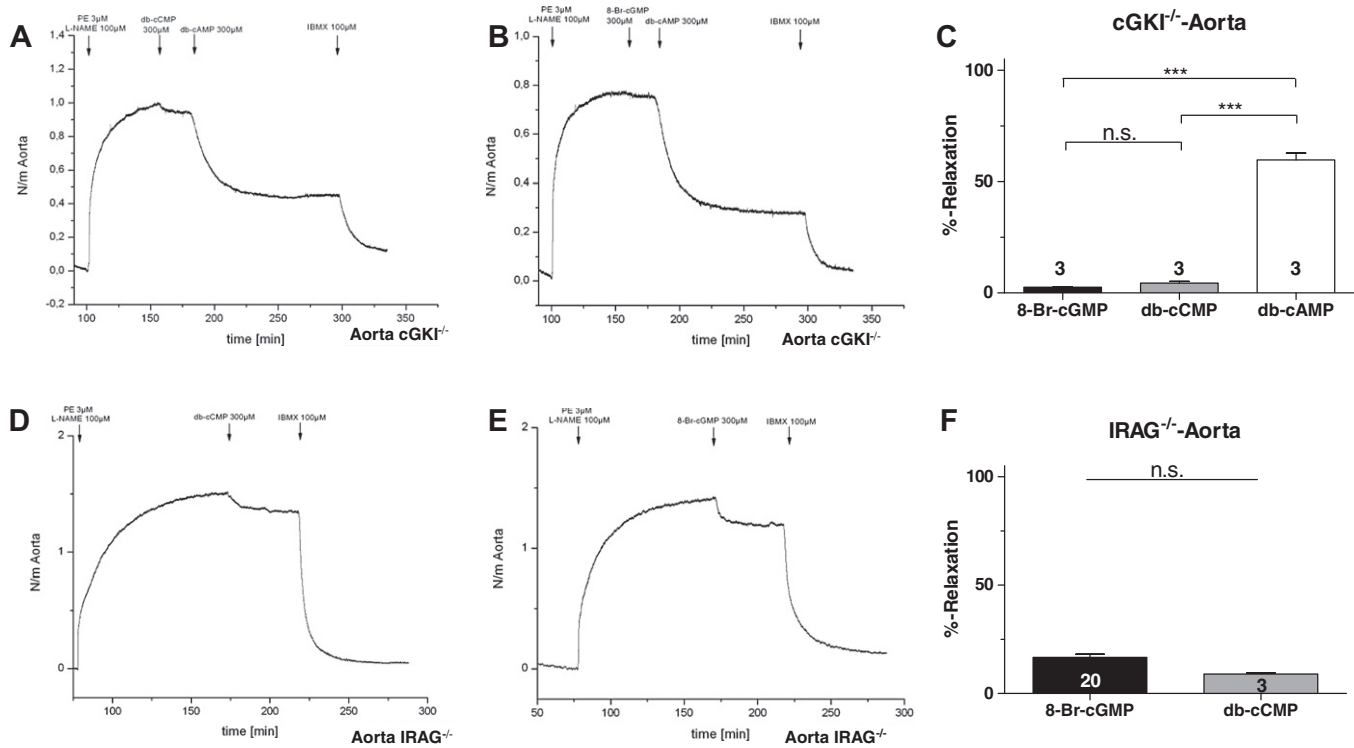 A
PE 3µM
L-NAME 100µM
db-cCMP
300µM
db-cAMP 300µM
IBMX 100µM
1,4
1,2
1,0
0,8
0,6
0,4
0,2
0,0
-0,2
N/m Aorta
100 150 200 250 300 350
time [min]
Aorta cGKI-/-
B
PE 3µM
L-NAME 100µM
8-Br-cGMP
300µM
db-cAMP 300µM
IBMX 100µM
1,0
0,8
0,6
0,4
0,2
0,0
N/m Aorta
100 150 200 250 300 350
time [min]
Aorta cGKI-/-
C
cGKI-/--Aorta
100
50
0
%-Relaxation
***
***
n.s.
3 3 3
8-Br-cGMP db-cCMP db-cAMP
D
PE 3µM
L-NAME 100µM
db-cCMP 300µM
IBMX 100µM
2
1
0
N/m Aorta
100 150 200 250 300
time [min]
Aorta IRAG-/-
E
PE 3µM
L-NAME 100µM
8-Br-cGMP 300µM
IBMX 100µM
2
1
0
N/m Aorta
50 100 150 200 250 300
time [min]
Aorta IRAG-/-
F
IRAG-/--Aorta
100
50
0
%-Relaxation
n.s.
20 3
8-Br-cGMP db-cCMP